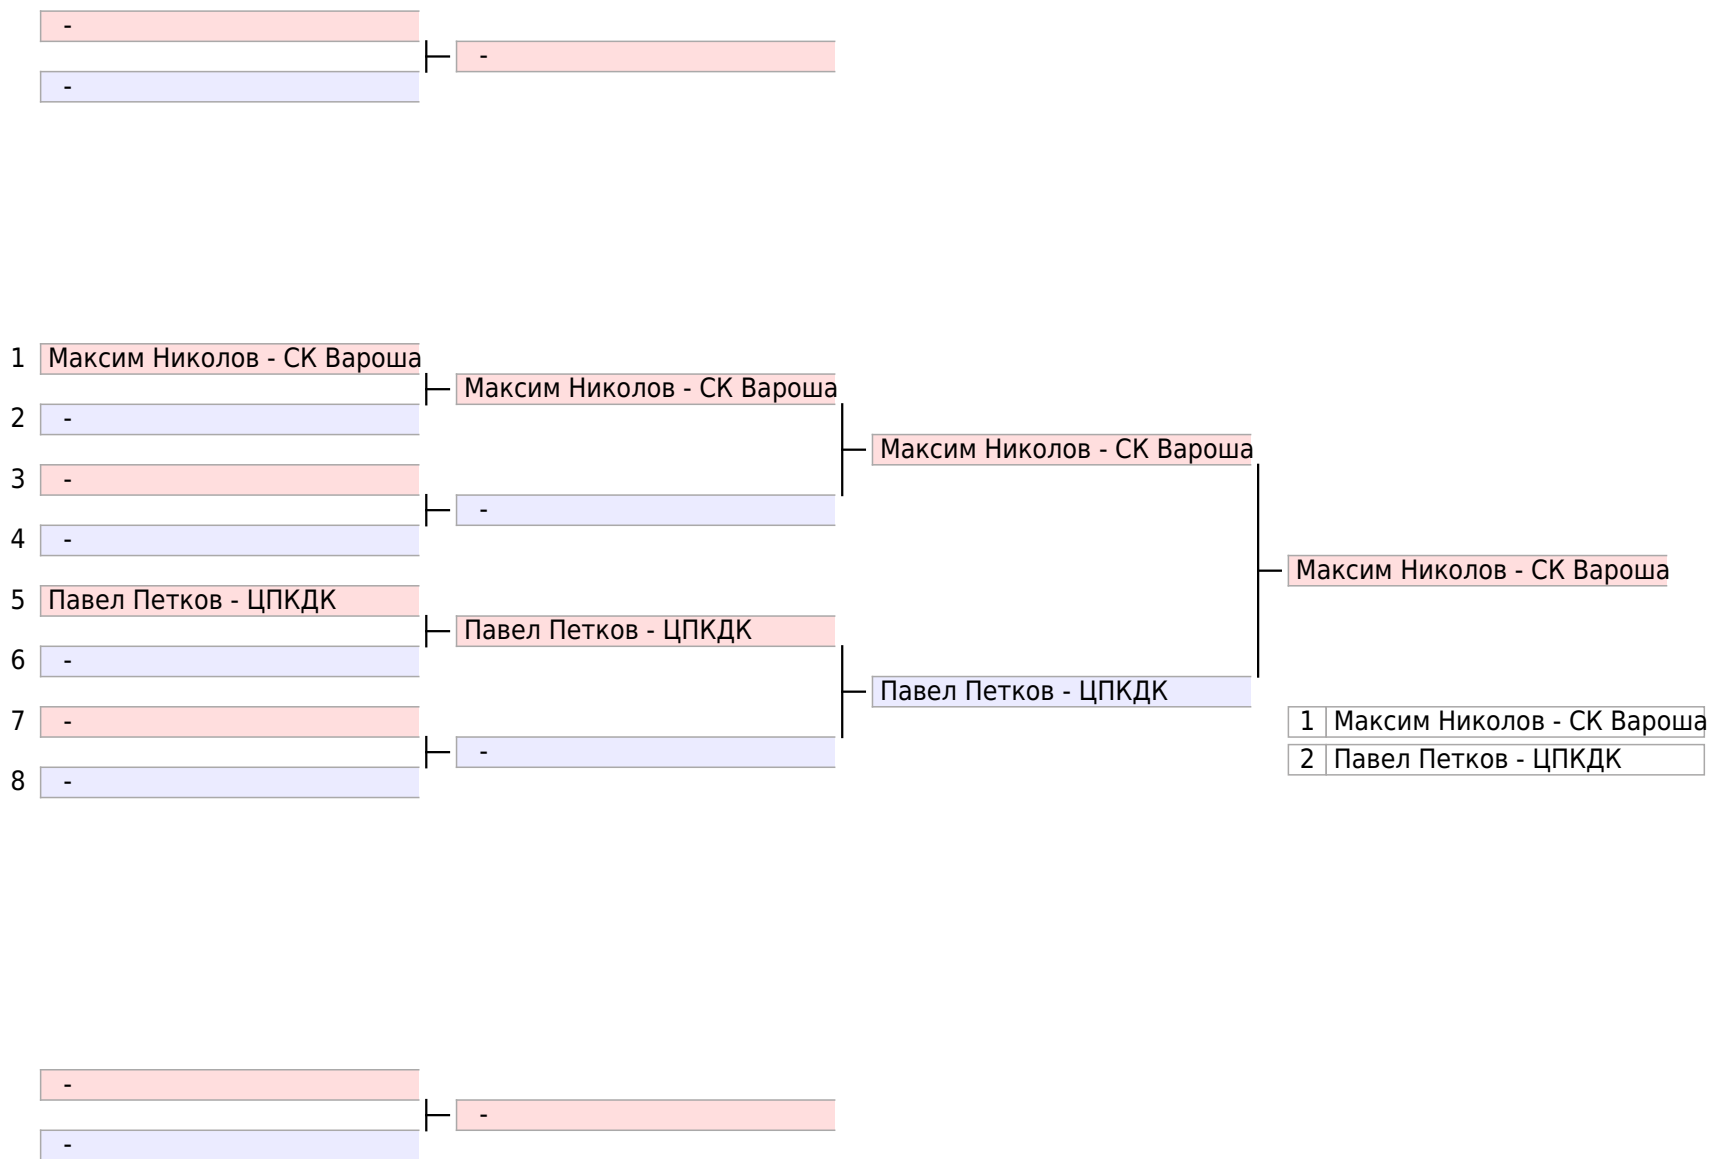 -
-
-
1 Максим Николов - СК Вароша
Максим Николов - СК Вароша
2 -
Максим Николов - СК Вароша
3 -
-
4 -
Максим Николов - СК Вароша
5 Павел Петков - ЦПКДК
Павел Петков - ЦПКДК
6 -
Павел Петков - ЦПКДК
7 -
1 Максим Николов - СК Вароша
-
2 Павел Петков - ЦПКДК
8 -
-
-
-